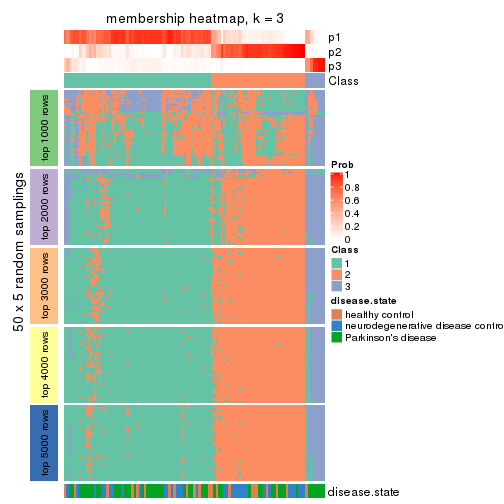 membership heatmap, k = 3
p1
p2
p3
Class
50 x 5 random samplings
top 1000 rows
top 2000 rows
top 3000 rows
top 4000 rows
top 5000 rows
Prob
1
0.8
0.6
0.4
0.2
0
Class
1
2
3
disease.state
healthy control
neurodegenerative disease contro
Parkinson's disease
disease.state